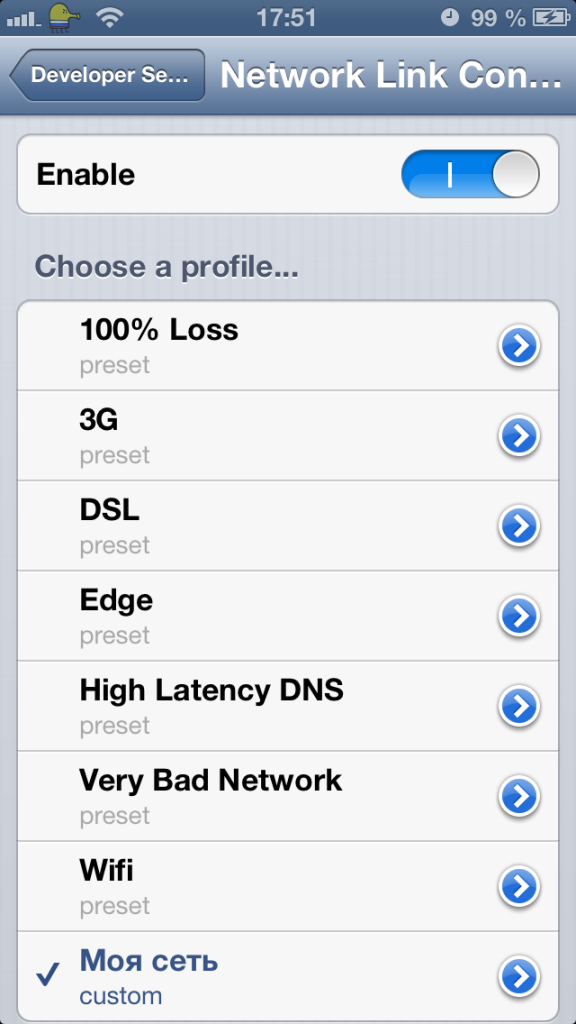 17:51
99 %
Developer Se...
Network Link Con...
Enable
Choose a profile...
100% Loss
preset
3G
preset
DSL
preset
Edge
preset
High Latency DNS
preset
Very Bad Network
preset
Wifi
preset
Моя сеть
custom